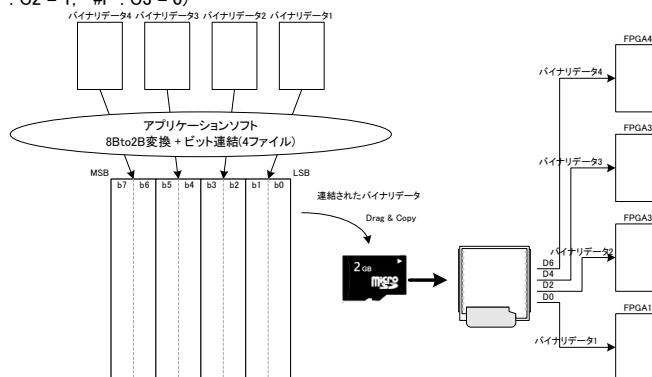 : C2 = 1, "#F" : C3 = 0)
バイナリデータ4 バイナリデータ3 バイナリデータ2 バイナリデータ1
アプリケーションソフト
8Bto2B変換 + ビット連結(4ファイル)
MSB
LSB
b7 b6 b5 b4 b3 b2 b1 b0
連結されたバイナリデータ
Drag & Copy
2 GB
micro SD
FPGA4
バイナリデータ4
FPGA3
バイナリデータ3
FPGA3
バイナリデータ2
D6
D4
D2
D0
FPGA1
バイナリデータ1